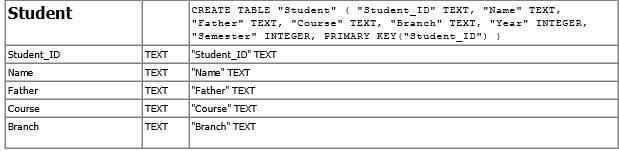 Student
CREATE TABLE "Student" ( "Student_ID" TEXT, "Name" TEXT,
"Father" TEXT, "Course" TEXT, "Branch" TEXT, "Year" INTEGER,
"Semester" INTEGER, PRIMARY KEY("Student_ID") )
Student_ID TEXT "Student_ID" TEXT
Name TEXT "Name" TEXT
Father TEXT "Father" TEXT
Course TEXT "Course" TEXT
Branch TEXT "Branch" TEXT